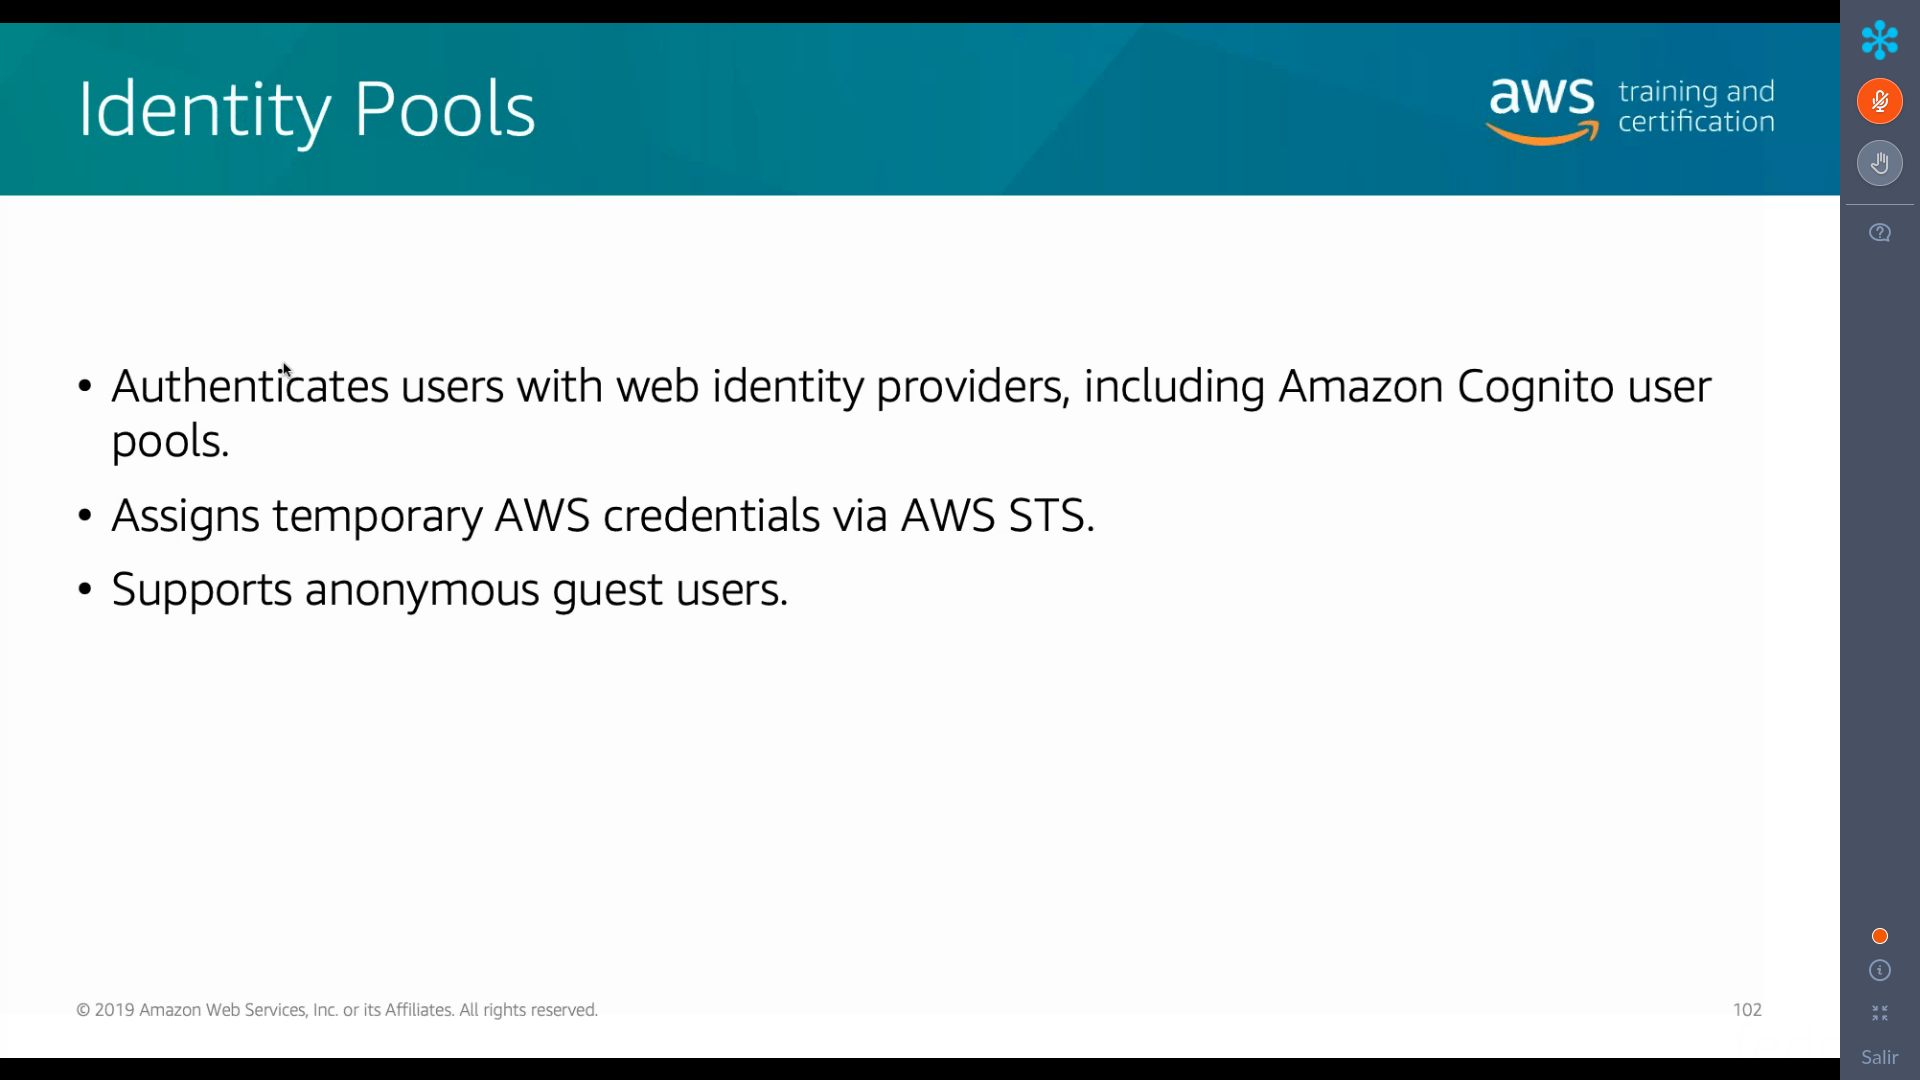 Identity Pools
aws training and
certification
• Authenticates users with web identity providers, including Amazon Cognito user
pools.
• Assigns temporary AWS credentials via AWS STS.
• Supports anonymous guest users.
© 2019 Amazon Web Services, Inc. or its Affiliates. All rights reserved.
102
Salir